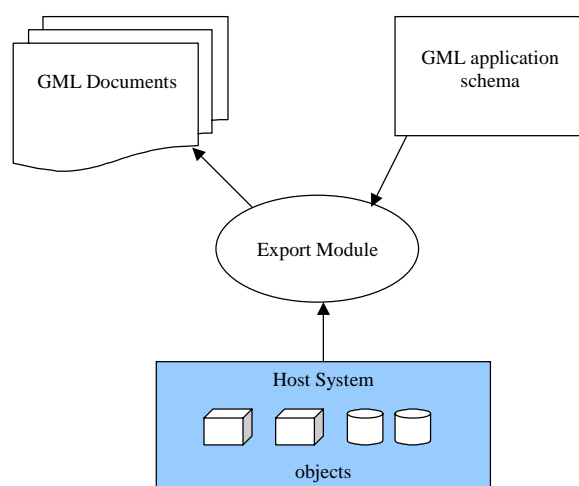 GML Documents
GML application
schema
Export Module
Host System
objects